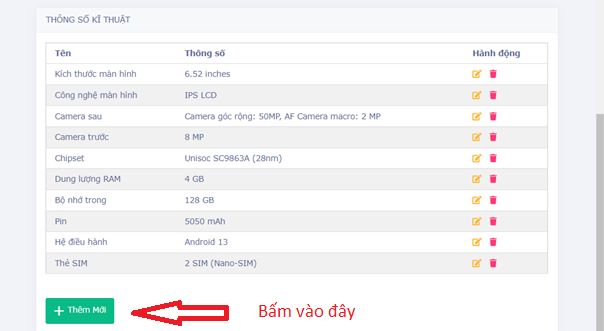 THÔNG SỐ KĨ THUẬT
Tên Thông số Hành động
Kích thước màn hình 6.52 inches
Công nghệ màn hình IPS LCD
Camera sau Camera góc rộng: 50MP, AF Camera macro: 2 MP
Camera trước 8 MP
Chipset Unisoc SC9863A (28nm)
Dung lượng RAM 4 GB
Bộ nhớ trong 128 GB
Pin 5050 mAh
Hệ điều hành Android 13
Thẻ SIM 2 SIM (Nano-SIM)
+ Thêm Mới Bấm vào đây